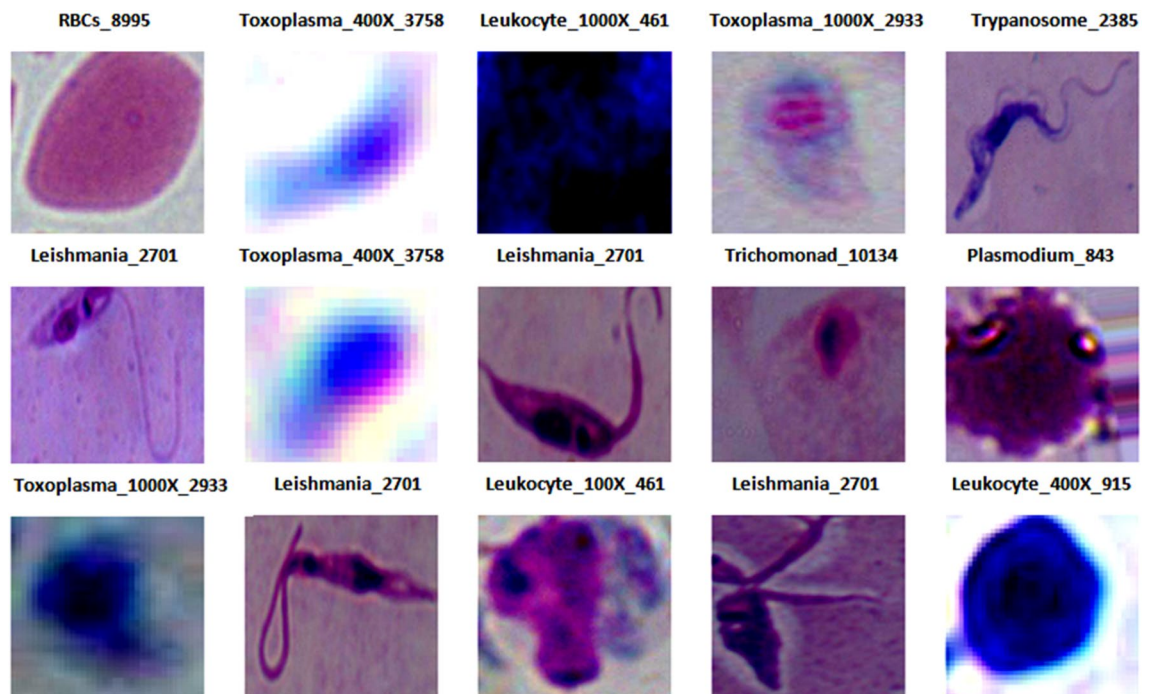 RBCs_8995 Toxoplasma_400X_3758 Leukocyte_1000X_461 Toxoplasma_1000X_2933 Trypanosome_2385
Leishmania_2701 Toxoplasma_400X_3758 Leishmania_2701 Trichomonad_10134 Plasmodium_843
Toxoplasma_1000X_2933 Leishmania_2701 Leukocyte_100X_461 Leishmania_2701 Leukocyte_400X_915